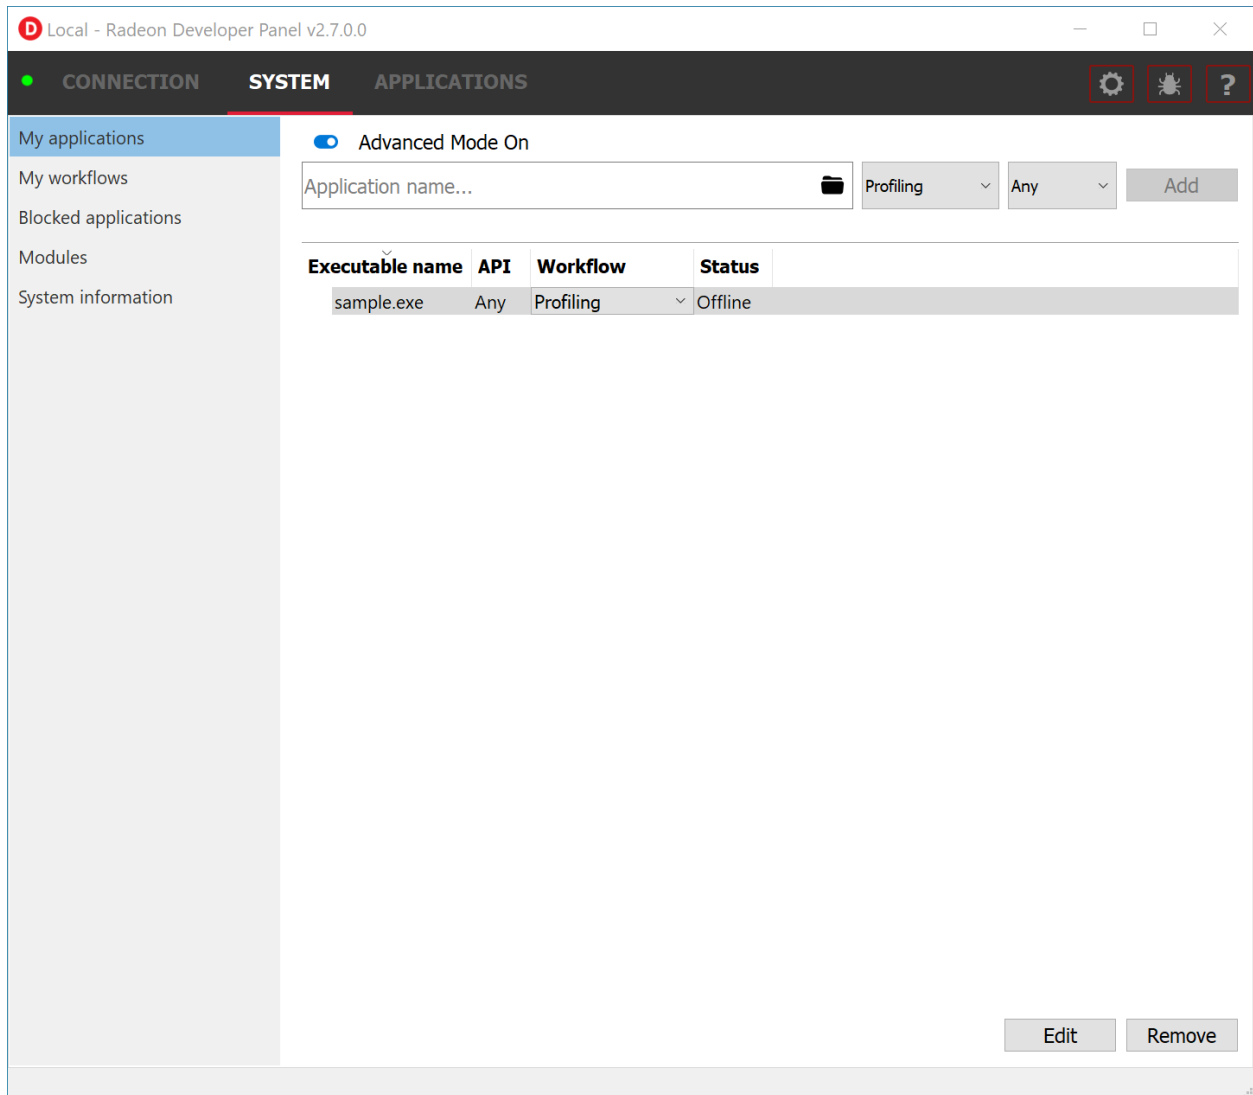 D Local - Radeon Developer Panel v2.7.0.0
CONNECTION SYSTEM APPLICATIONS ?
My applications
Advanced Mode On
My workflows
Application name... Profiling Any Add
Blocked applications
Modules
Executable name API Workflow Status
System information
sample.exe Any Profiling Offline
Edit Remove